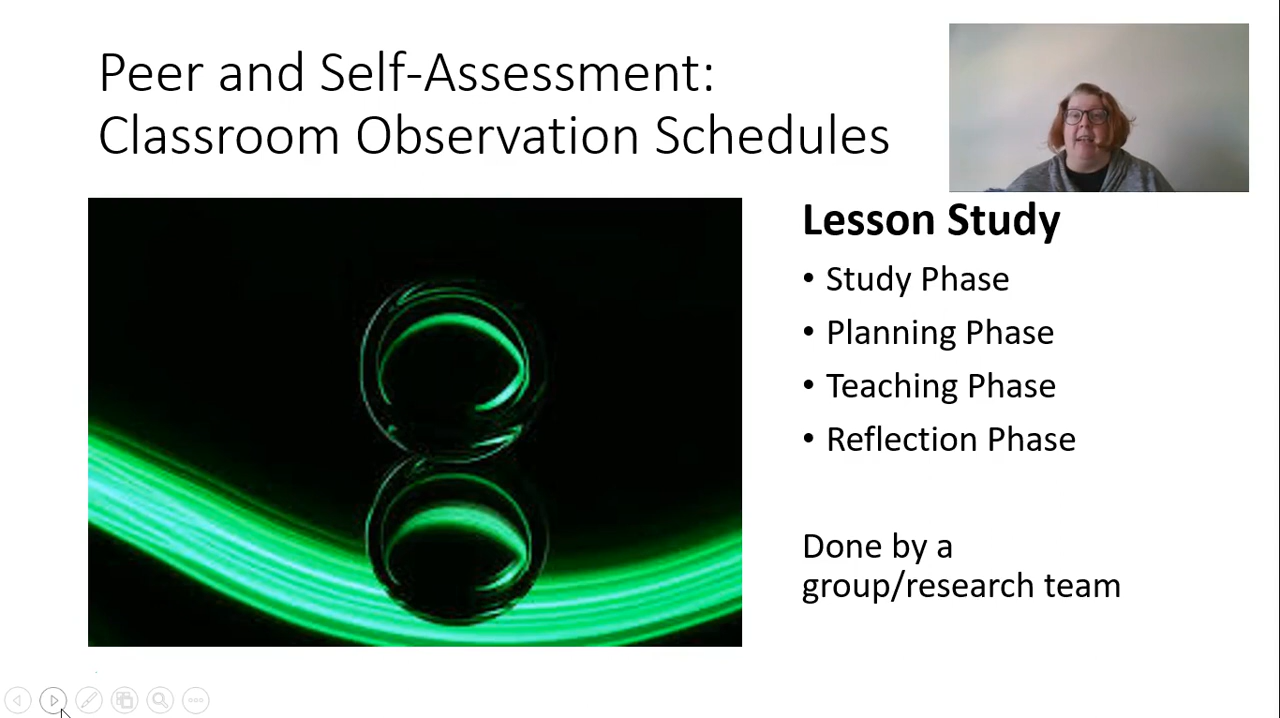 Peer and Self-Assessment:
Classroom Observation Schedules
Lesson Study
• Study Phase
• Planning Phase
• Teaching Phase
• Reflection Phase
Done by a
group/research team